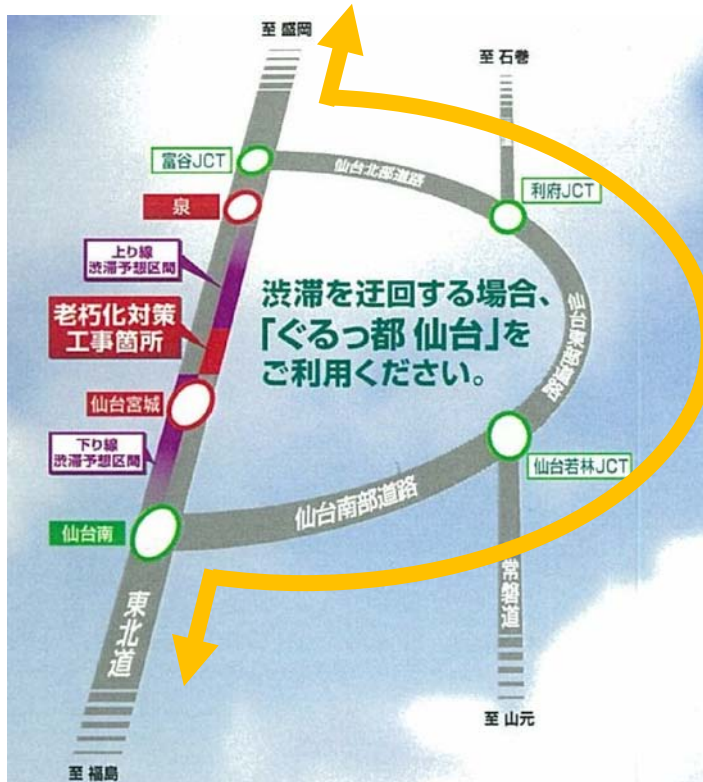 至 盛岡
至 石巻
富谷JCT
仙台北部道路
利府JCT
泉
上り線
渋滞予想区間
渋滞を迂回する場合、
「ぐるっ都 仙台」を
ご利用ください。
仙台東部道路
老朽化対策
工事箇所
仙台宮城
下り線
渋滞予想区間
仙台若林JCT
仙台南部道路
仙台南
東北道
常磐道
至 山元
至 福島